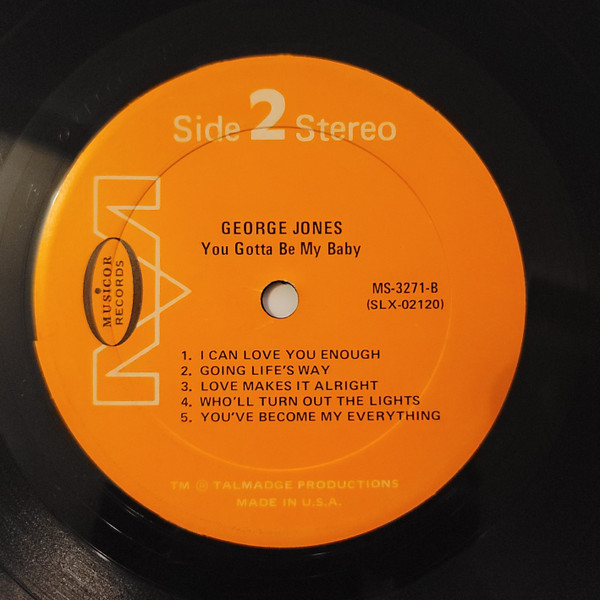 Side 2 Stereo
GEORGE JONES
You Gotta Be My Baby
MS-3271-B
(SLX-02120)
MUSICOR
RECORDS
1. I CAN LOVE YOU ENOUGH
2. GOING LIFE'S WAY
3. LOVE MAKES IT ALRIGHT
4. WHO'LL TURN OUT THE LIGHTS
5. YOU'VE BECOME MY EVERYTHING
TM ® TALMADGE PRODUCTIONS
MADE IN U.S.A.